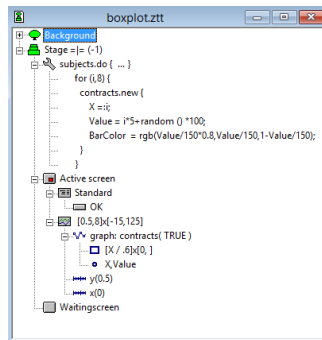 boxplot.ztt
Background
Stage =|= (-1)
subjects.do { ... }
for (i,8) {
contracts.new {
X =:i;
Value = i*5+random () *100;
BarColor = rgb(Value/150*0.8,Value/150,1-Value/150);
}
}
Active screen
Standard
OK
[0.5,8]x[-15,125]
graph: contracts( TRUE )
[X / .6]x[0, ]
X,Value
y(0.5)
x(0)
Waitingscreen